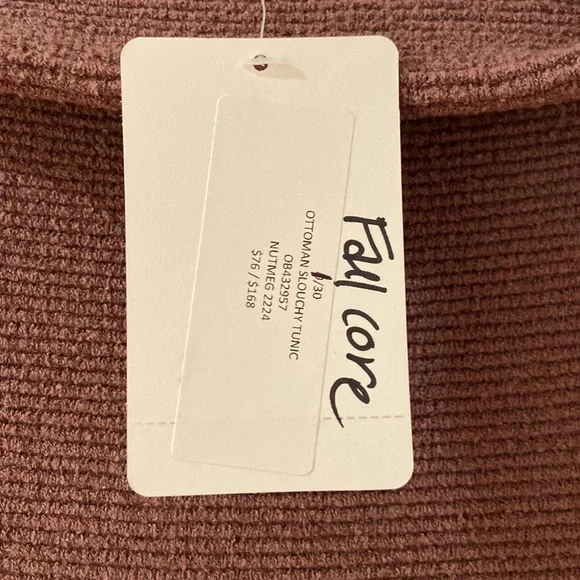 Fall Core
/30
OTTOMAN SLOUCHY TUNIC
OB432957
NUTMEG 2224
$76 / $168